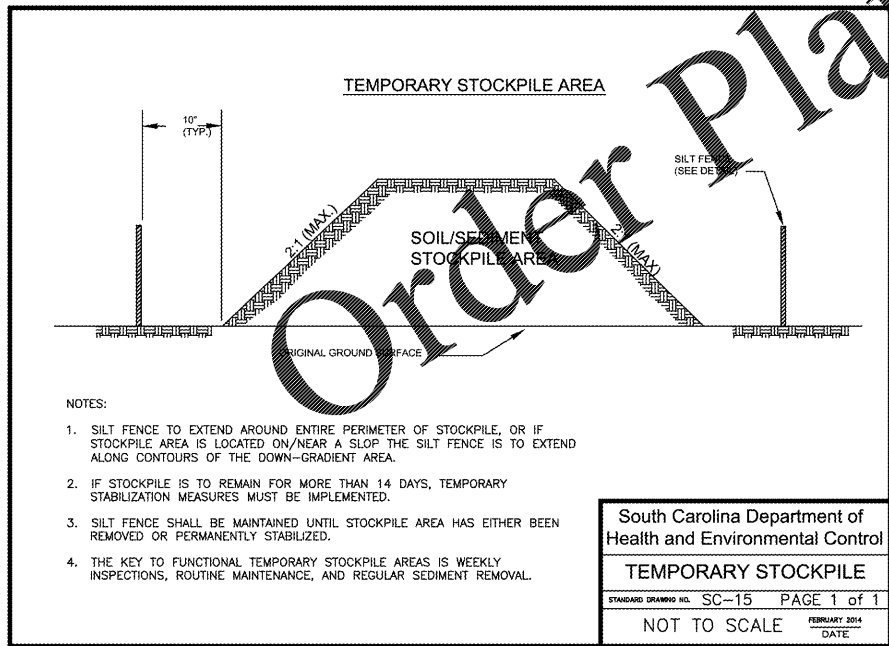 TEMPORARY STOCKPILE AREA
10"
(TYP.)
SILT FENCE
(SEE DETAIL)
2:1 (MAX.)
SOIL/SEDIMENT
STOCKPILE AREA
2:1 (MAX)
ORIGINAL GROUND SURFACE
Order Pla
NOTES:
1. SILT FENCE TO EXTEND AROUND ENTIRE PERIMETER OF STOCKPILE, OR IF
STOCKPILE AREA IS LOCATED ON/NEAR A SLOP THE SILT FENCE IS TO EXTEND
ALONG CONTOURS OF THE DOWN-GRADIENT AREA.
2. IF STOCKPILE IS TO REMAIN FOR MORE THAN 14 DAYS, TEMPORARY
STABILIZATION MEASURES MUST BE IMPLEMENTED.
3. SILT FENCE SHALL BE MAINTAINED UNTIL STOCKPILE AREA HAS EITHER BEEN
REMOVED OR PERMANENTLY STABILIZED.
4. THE KEY TO FUNCTIONAL TEMPORARY STOCKPILE AREAS IS WEEKLY
INSPECTIONS, ROUTINE MAINTENANCE, AND REGULAR SEDIMENT REMOVAL.
South Carolina Department of
Health and Environmental Control
TEMPORARY STOCKPILE
STANDARD DRAWING NO. SC-15 PAGE 1 of 1
NOT TO SCALE FEBRUARY 2014
DATE